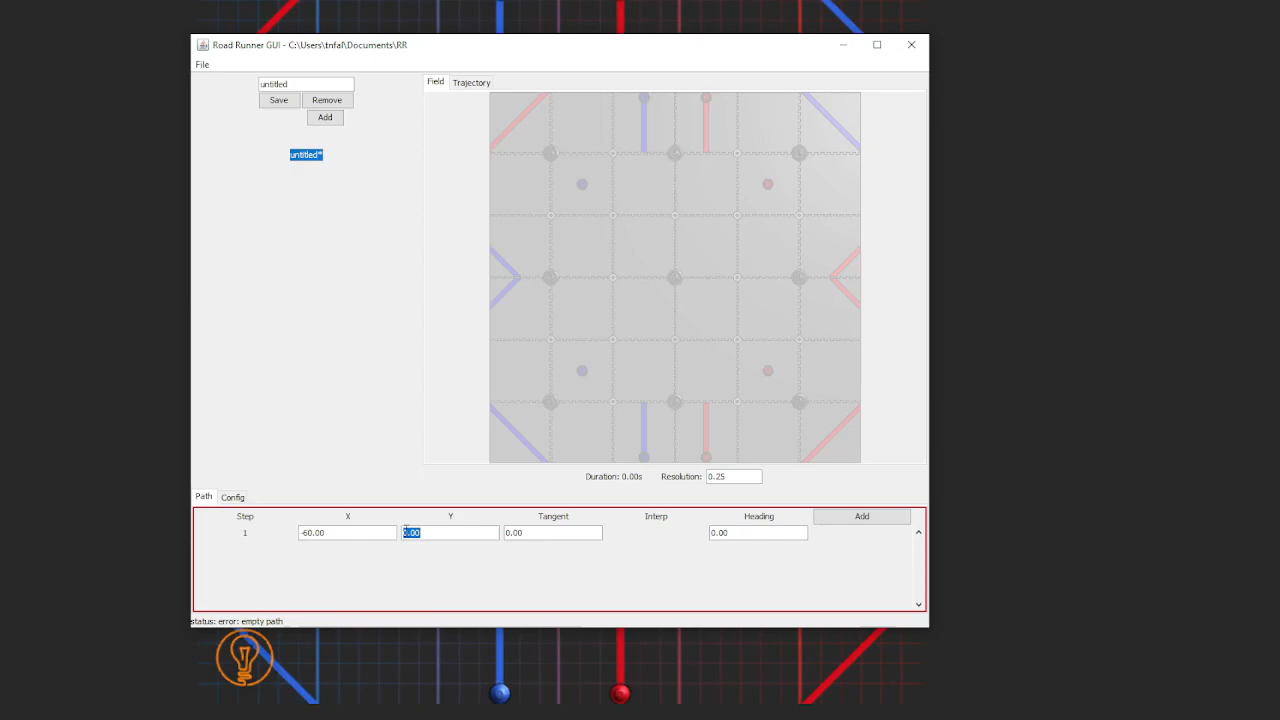 Road Runner GUI - C:\Users\tnfal\Documents\RR
File
untitled
Save Remove
Add
untitled*
Field Trajectory
Duration: 0.00s Resolution: 0.25
Path Config
Step X Y Tangent Interp Heading Add
1 -60.00 0.00 0.00 0.00
status: error: empty path